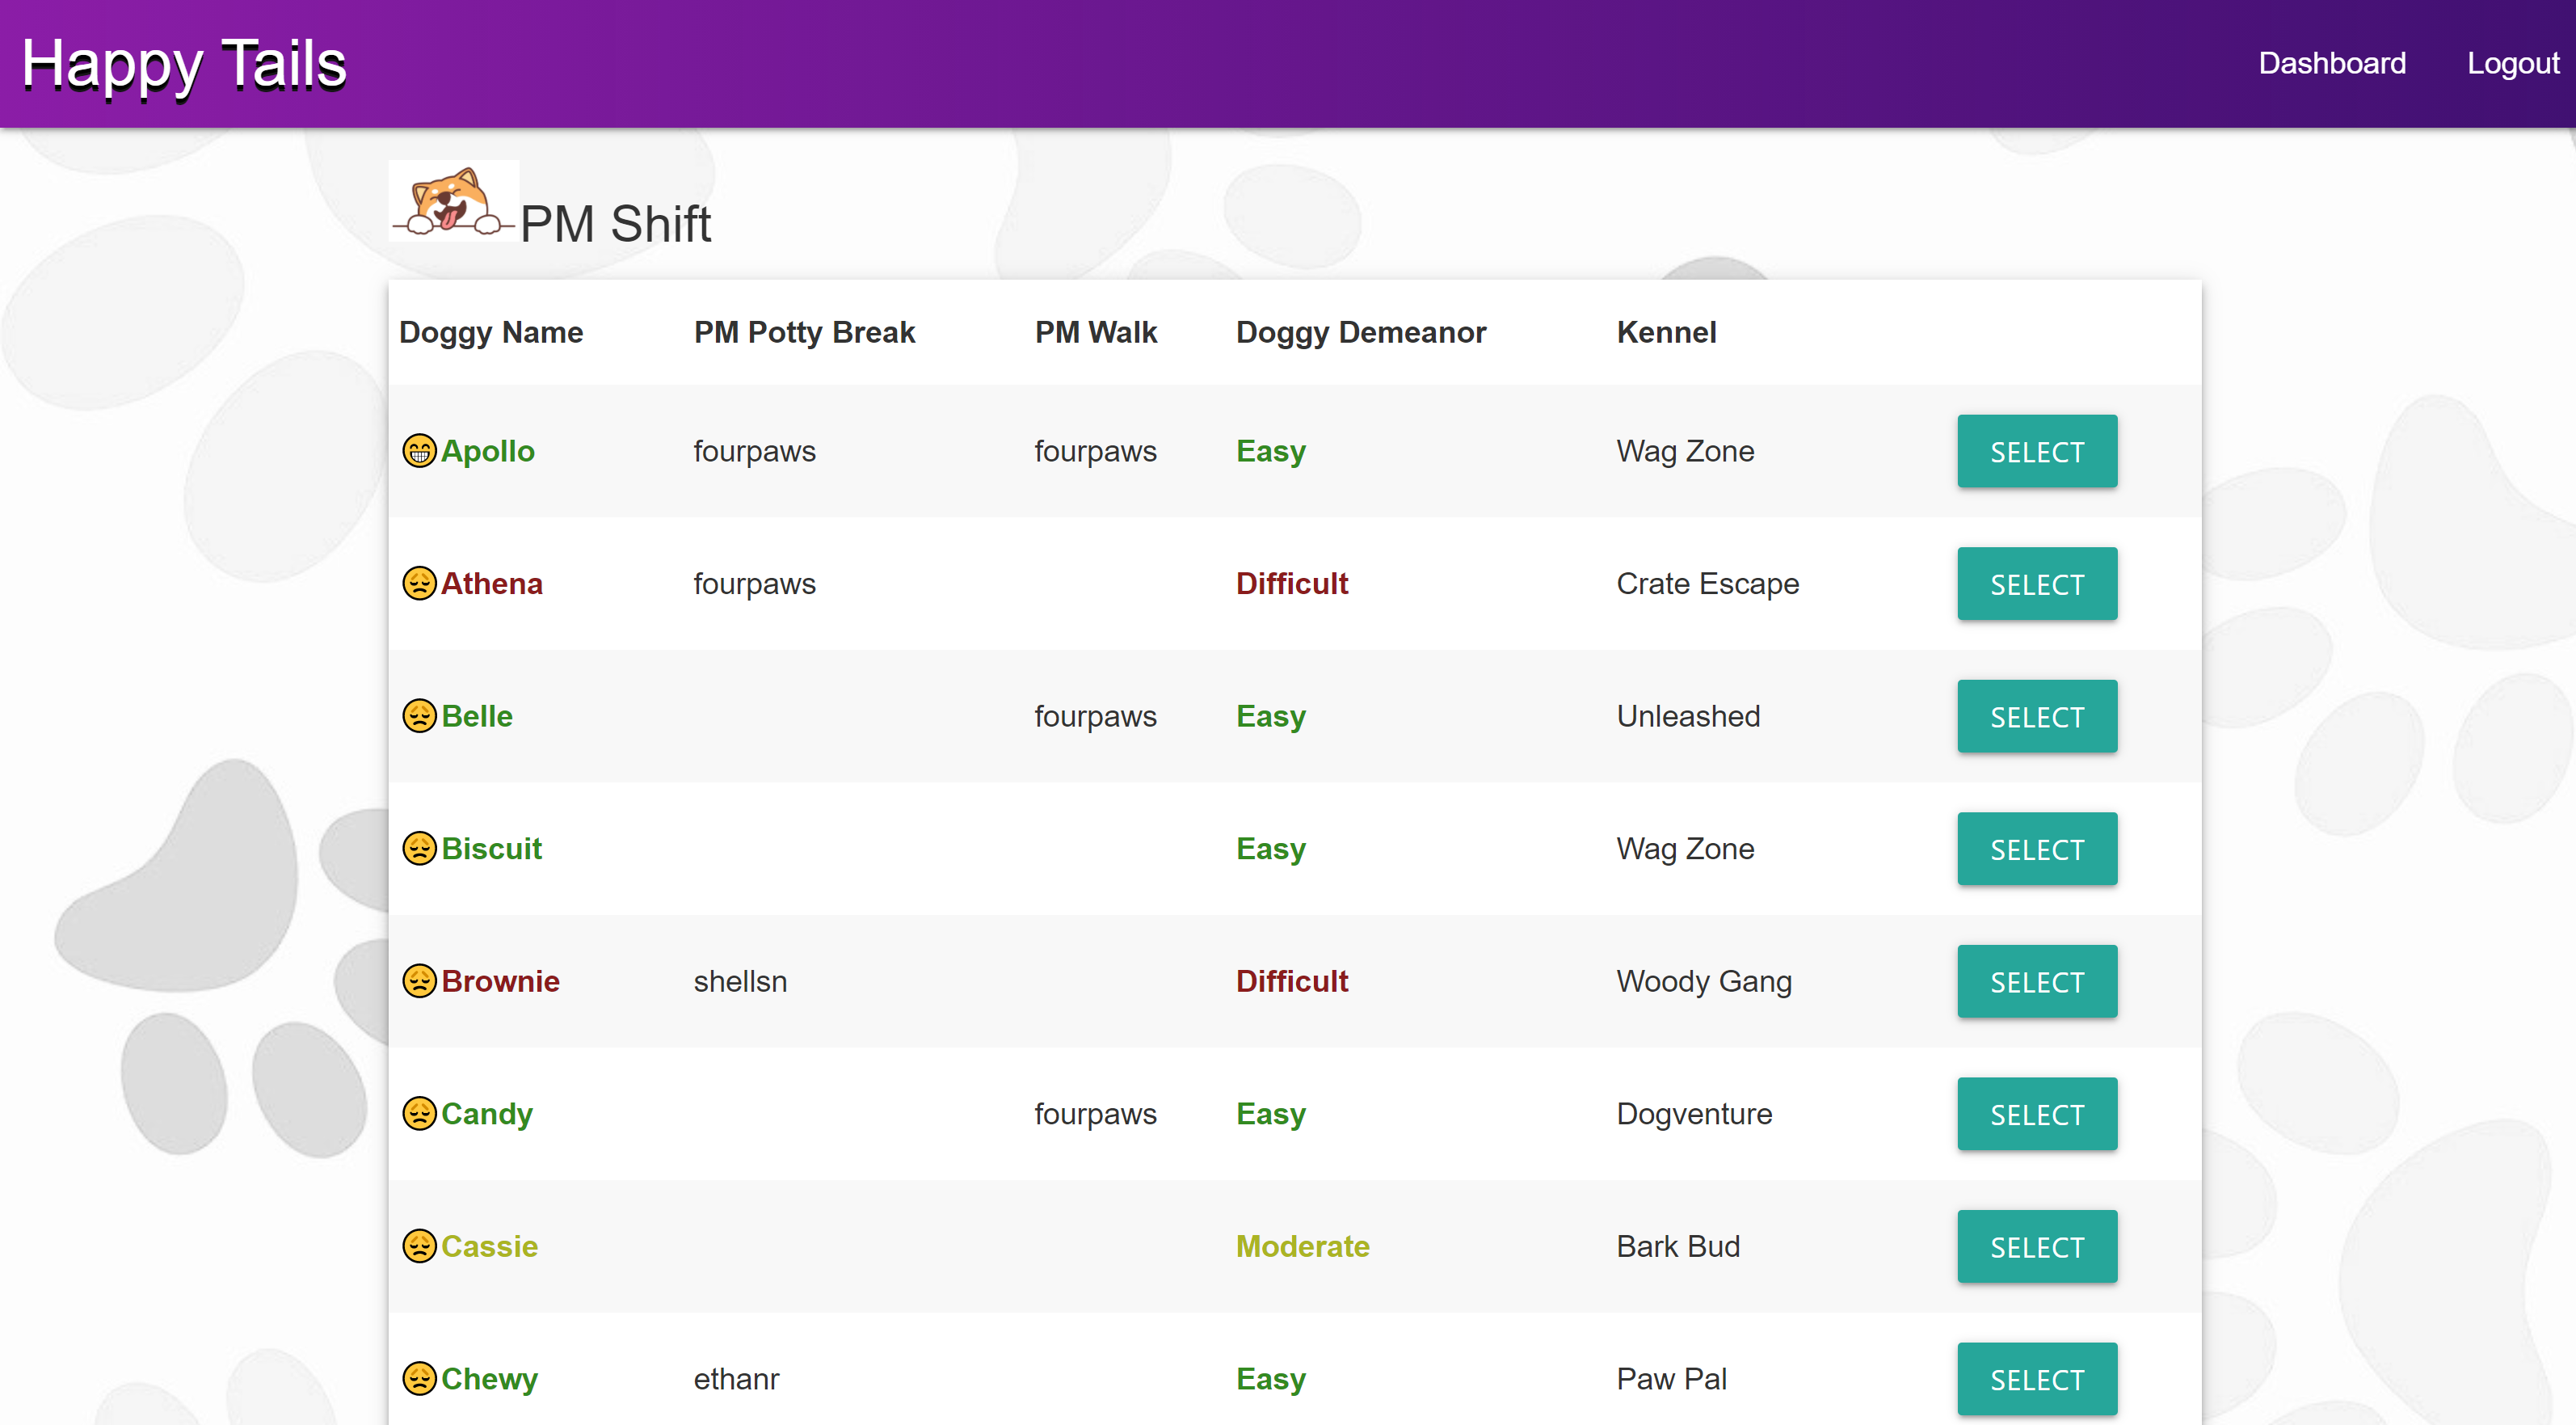 Happy Tails Dashboard Logout
PM Shift
Doggy Name PM Potty Break PM Walk Doggy Demeanor Kennel
Apollo fourpaws fourpaws Easy Wag Zone SELECT
Athena fourpaws Difficult Crate Escape SELECT
Belle fourpaws Easy Unleashed SELECT
Biscuit Easy Wag Zone SELECT
Brownie shellsn Difficult Woody Gang SELECT
Candy fourpaws Easy Dogventure SELECT
Cassie Moderate Bark Bud SELECT
Chewy ethanr Easy Paw Pal SELECT